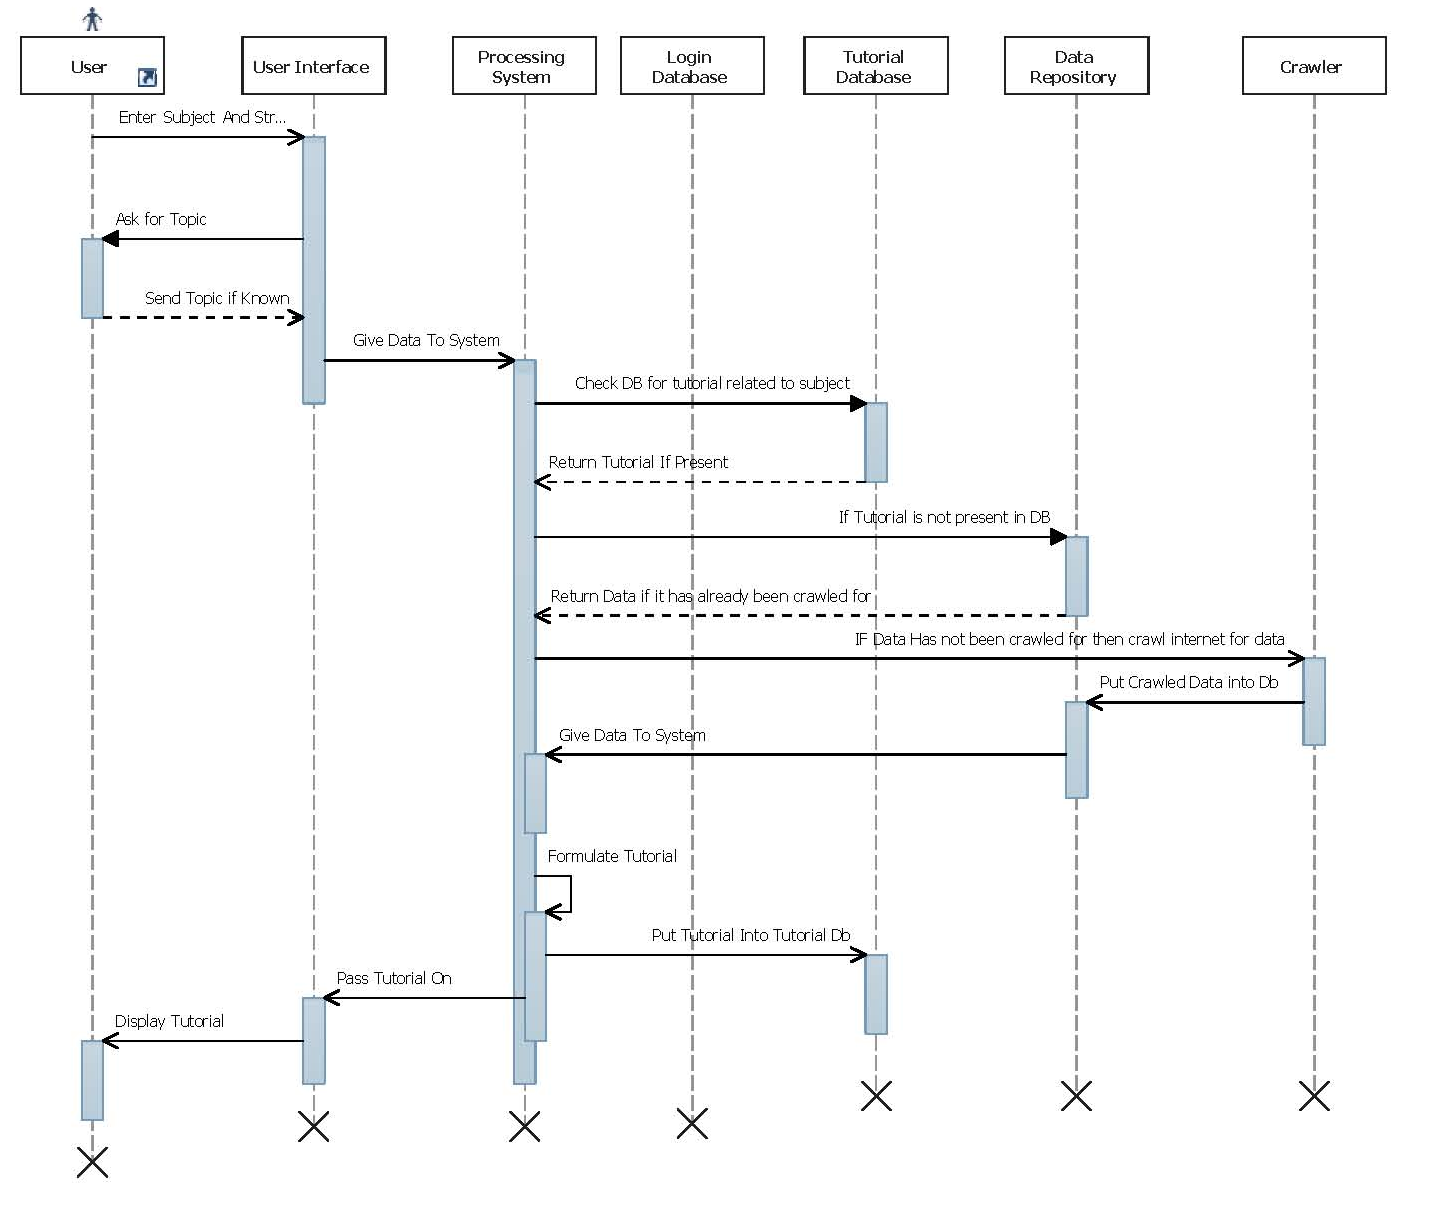 User
User Interface
Processing
System
Login
Database
Tutorial
Database
Data
Repository
Crawler
Enter Subject And Str...
Ask for Topic
Send Topic if Known
Give Data To System
Check DB for tutorial related to subject
Return Tutorial If Present
If Tutorial is not present in DB
Return Data if it has already been crawled for
IF Data Has not been crawled for then crawl internet for data
Put Crawled Data into Db
Give Data To System
Formulate Tutorial
Put Tutorial Into Tutorial Db
Pass Tutorial On
Display Tutorial